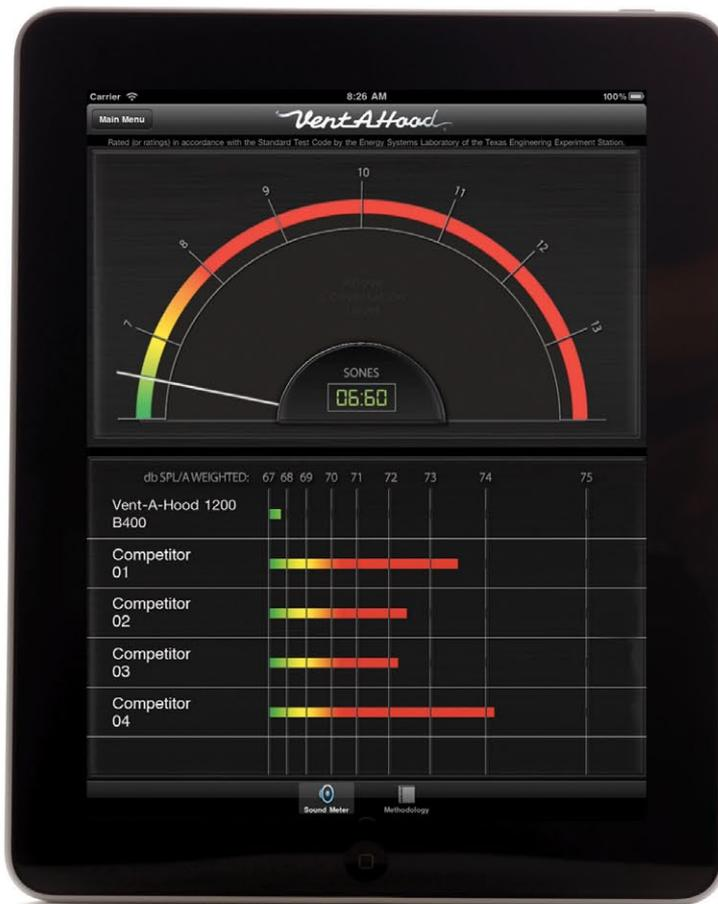 Carrier 8:26 AM 100%
Main Menu VentAHood
Rated (or ratings) in accordance with the Standard Test Code by the Energy Systems Laboratory of the Texas Engineering Experiment Station.
7 8 9 10 11 12 13
Above
Conversation
Level
SONES
06:60
db SPL/A WEIGHTED: 67 68 69 70 71 72 73 74 75
Vent-A-Hood 1200
B400
Competitor
01
Competitor
02
Competitor
03
Competitor
04
Sound Meter Methodology